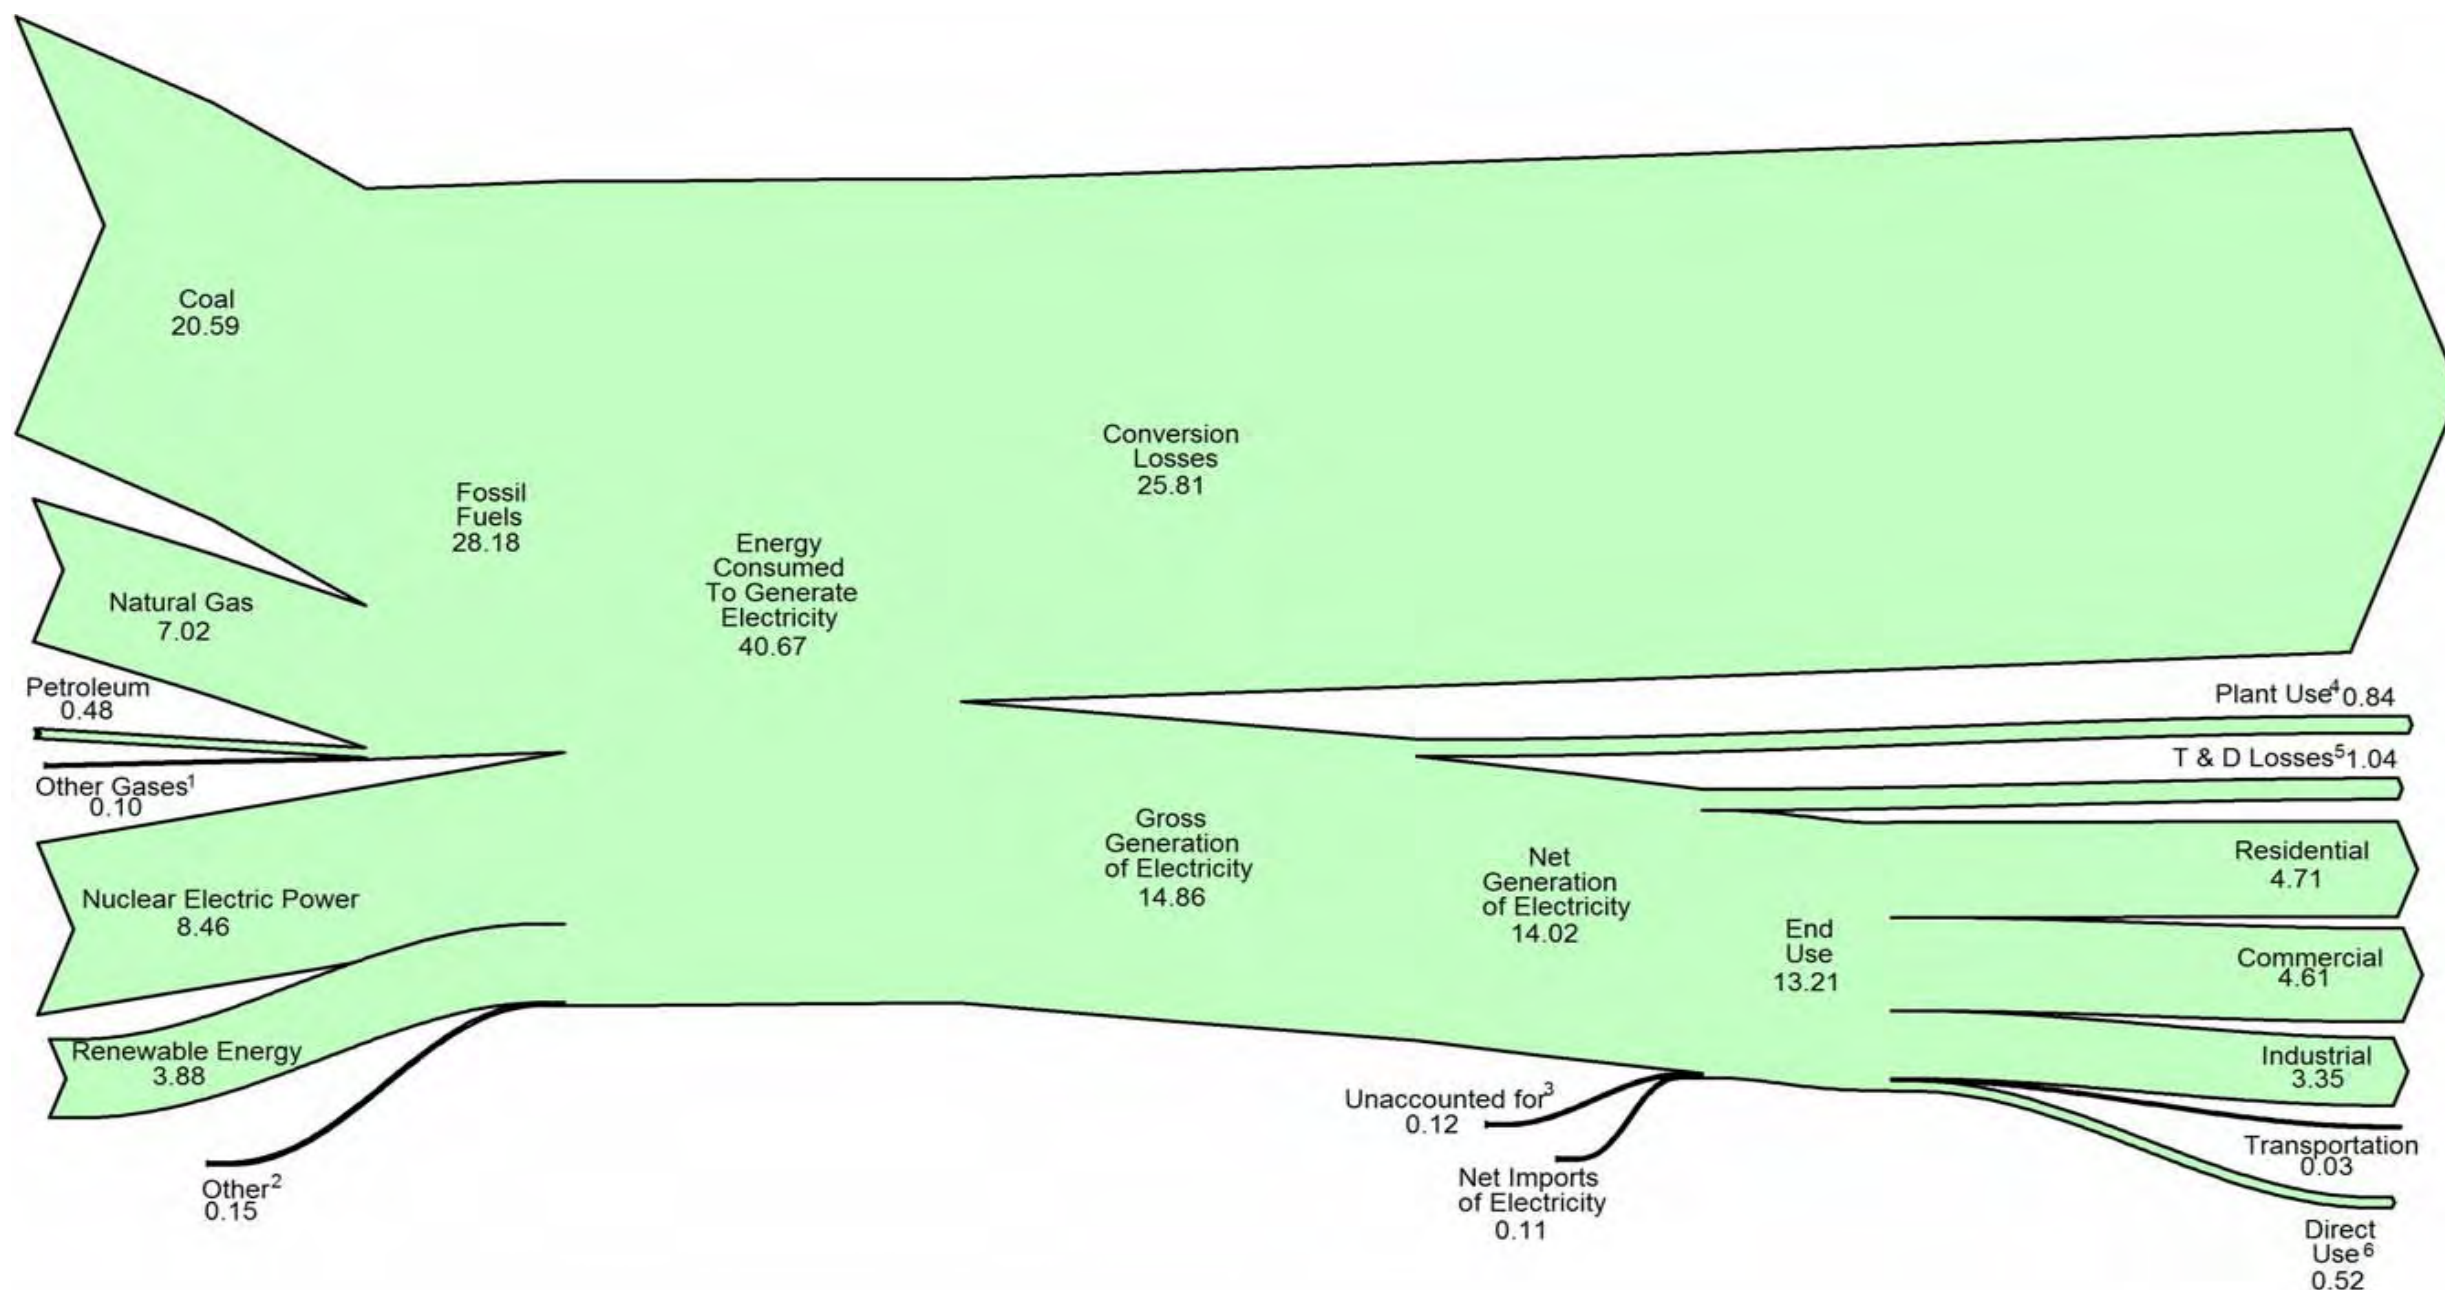 Coal
20.59
Fossil
Fuels
28.18
Natural Gas
7.02
Petroleum
0.48
Other Gases1
0.10
Nuclear Electric Power
8.46
Renewable Energy
3.88
Other2
0.15
Energy
Consumed
To Generate
Electricity
40.67
Conversion
Losses
25.81
Gross
Generation
of Electricity
14.86
Net
Generation
of Electricity
14.02
Unaccounted for3
0.12
Net Imports
of Electricity
0.11
End
Use
13.21
Plant Use4 0.84
T & D Losses5 1.04
Residential
4.71
Commercial
4.61
Industrial
3.35
Transportation
0.03
Direct
Use6
0.52